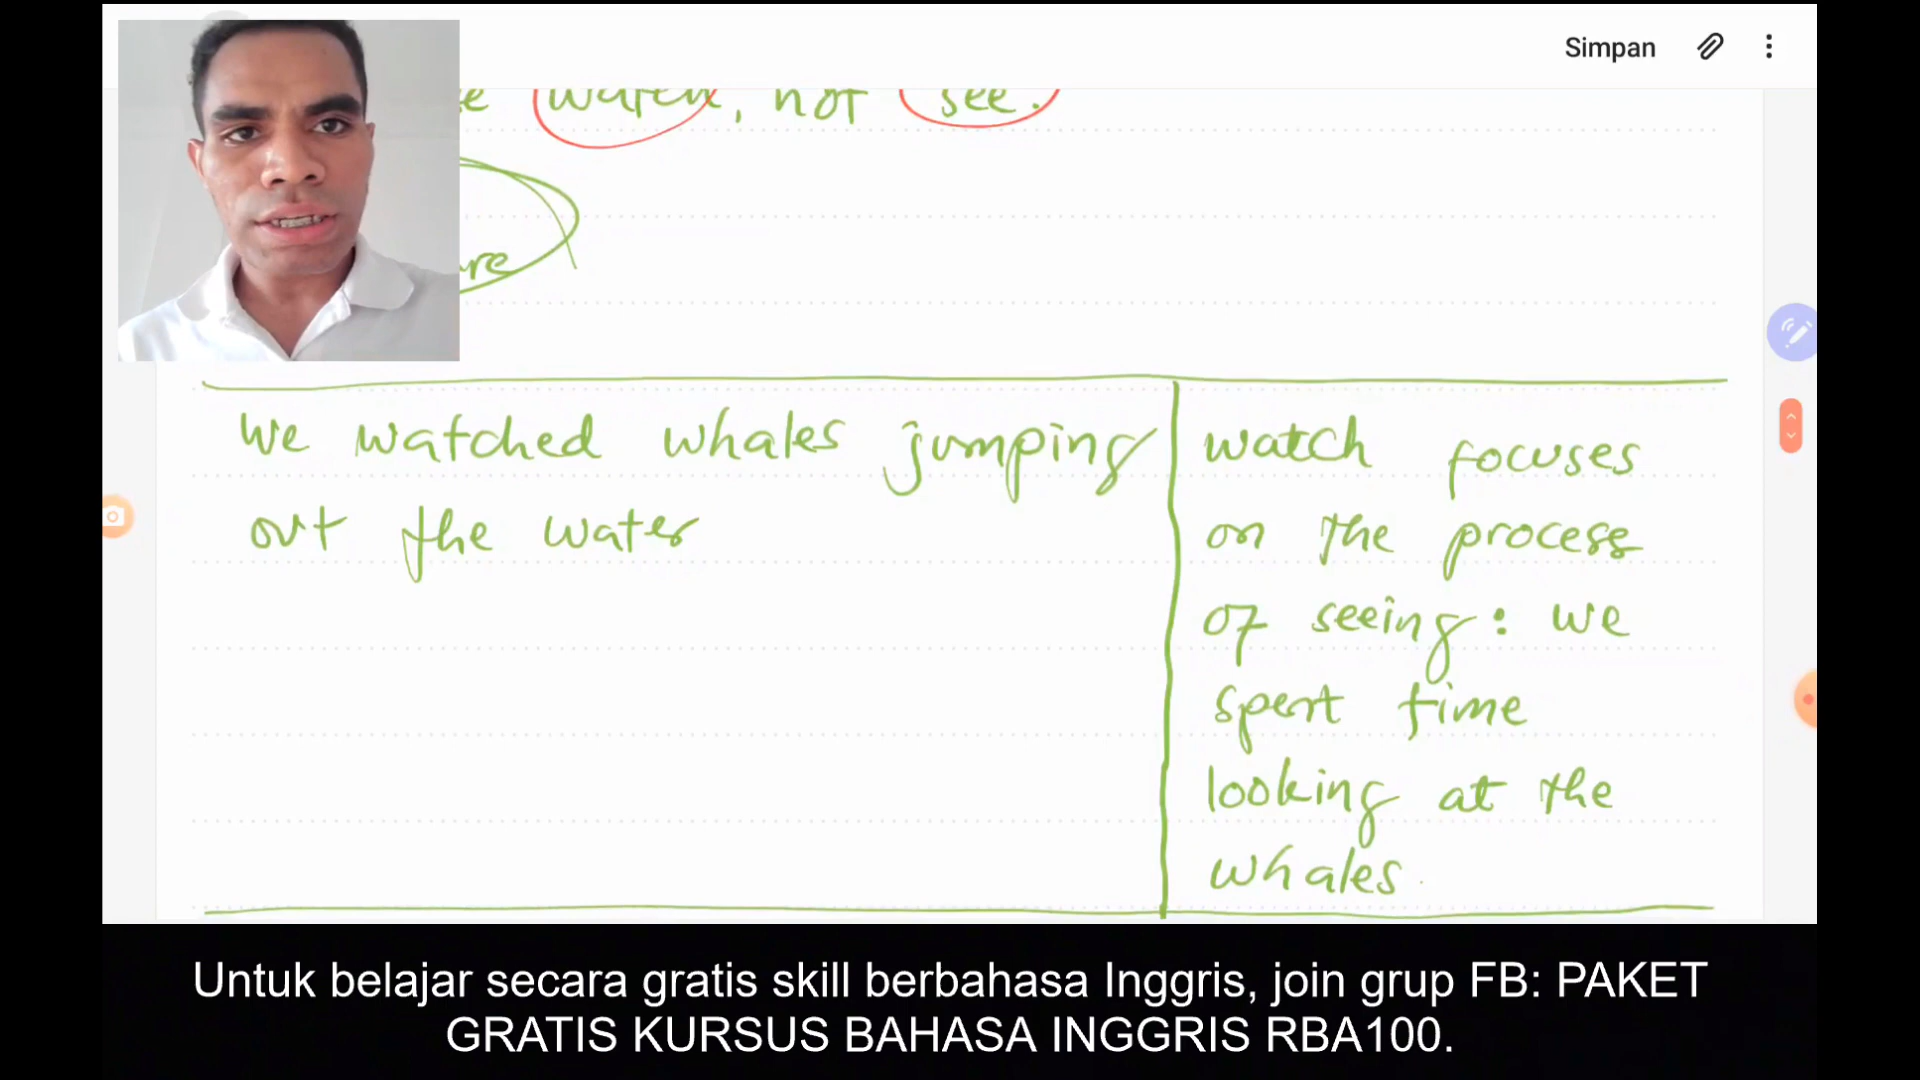 Simpan
watch, not see.
We watched whales jumping
out the water
watch focuses
on the process
of seeing: we
spent time
looking at the
whales.
Untuk belajar secara gratis skill berbahasa Inggris, join grup FB: PAKET
GRATIS KURSUS BAHASA INGGRIS RBA100.